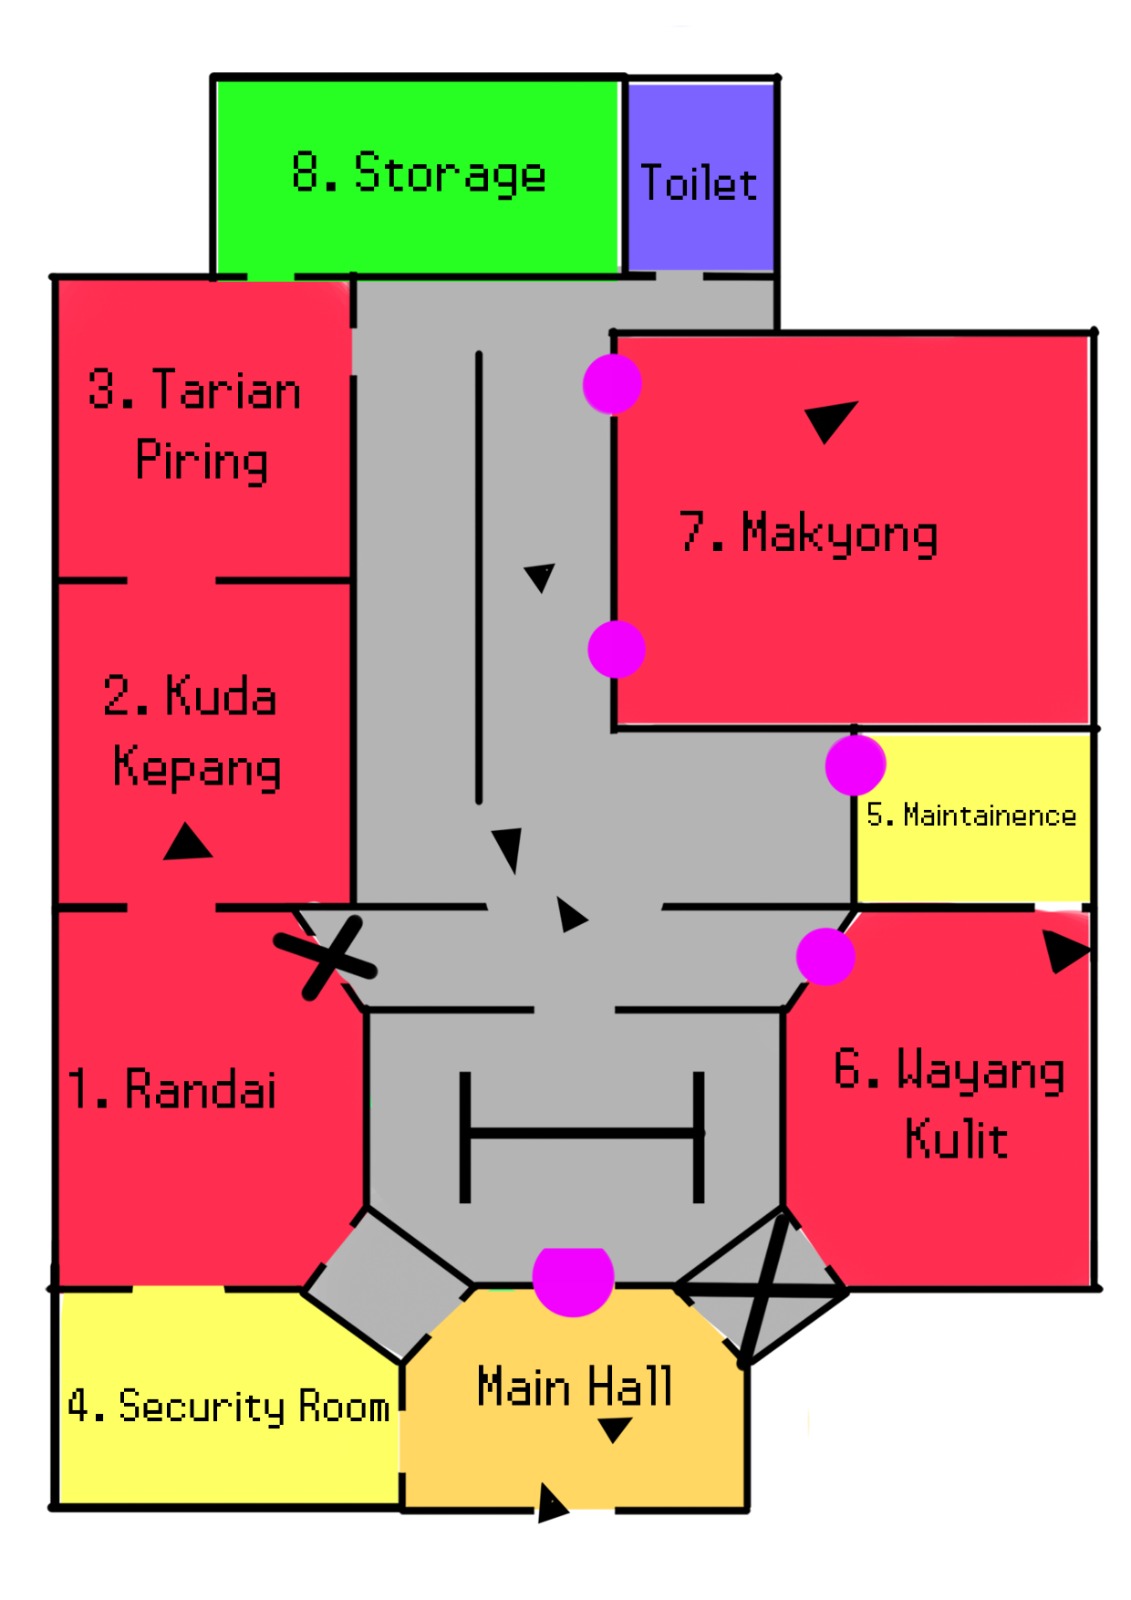 8. Storage
Toilet
3. Tarian
Piring
7. Makyong
2. Kuda
Kepang
5. Maintainence
1. Randai
6. Wayang
Kulit
Main Hall
4. Security Room